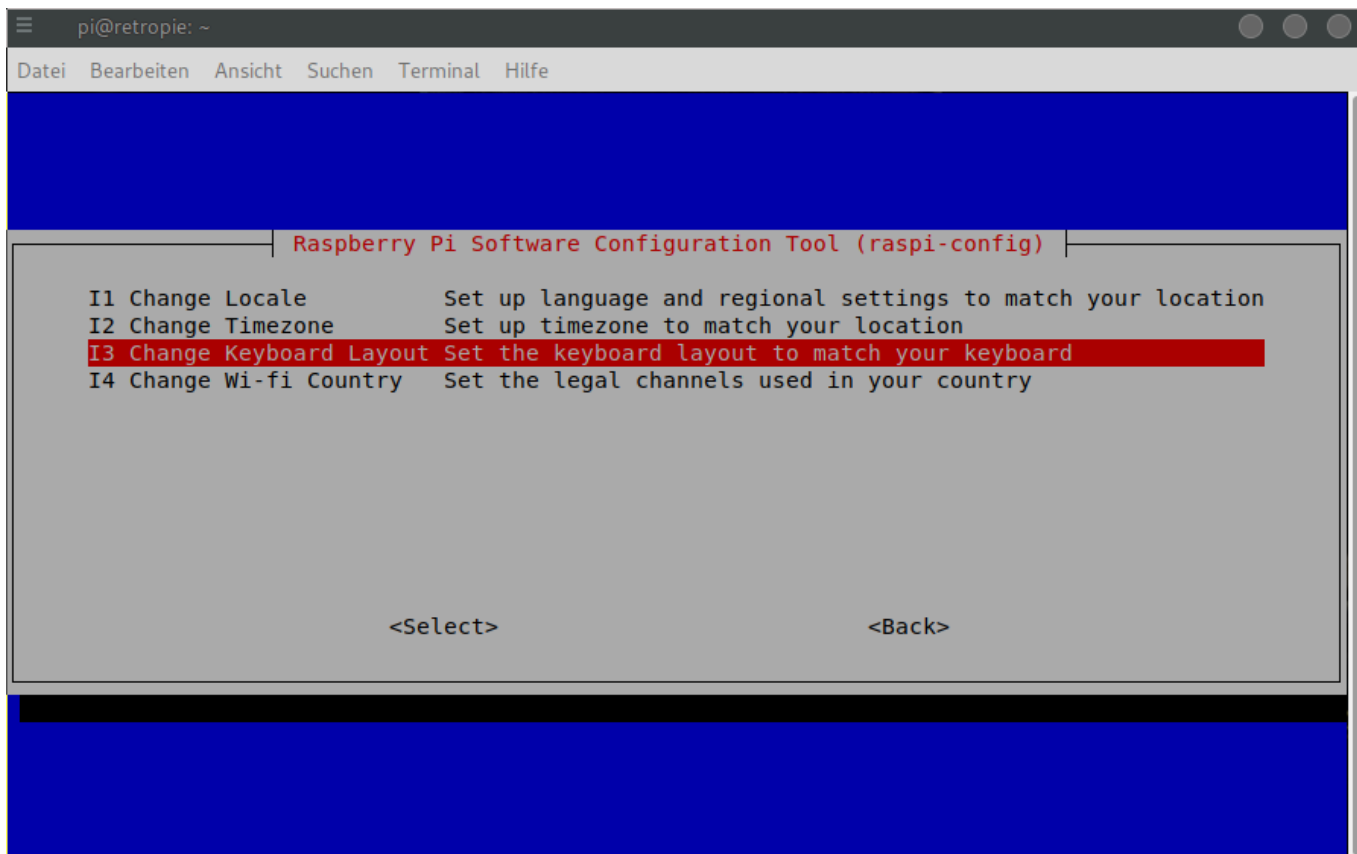 pi@retropie: ~
Datei Bearbeiten Ansicht Suchen Terminal Hilfe
Raspberry Pi Software Configuration Tool (raspi-config)
I1 Change Locale Set up language and regional settings to match your location
I2 Change Timezone Set up timezone to match your location
I3 Change Keyboard Layout Set the keyboard layout to match your keyboard
I4 Change Wi-fi Country Set the legal channels used in your country
<Select> <Back>